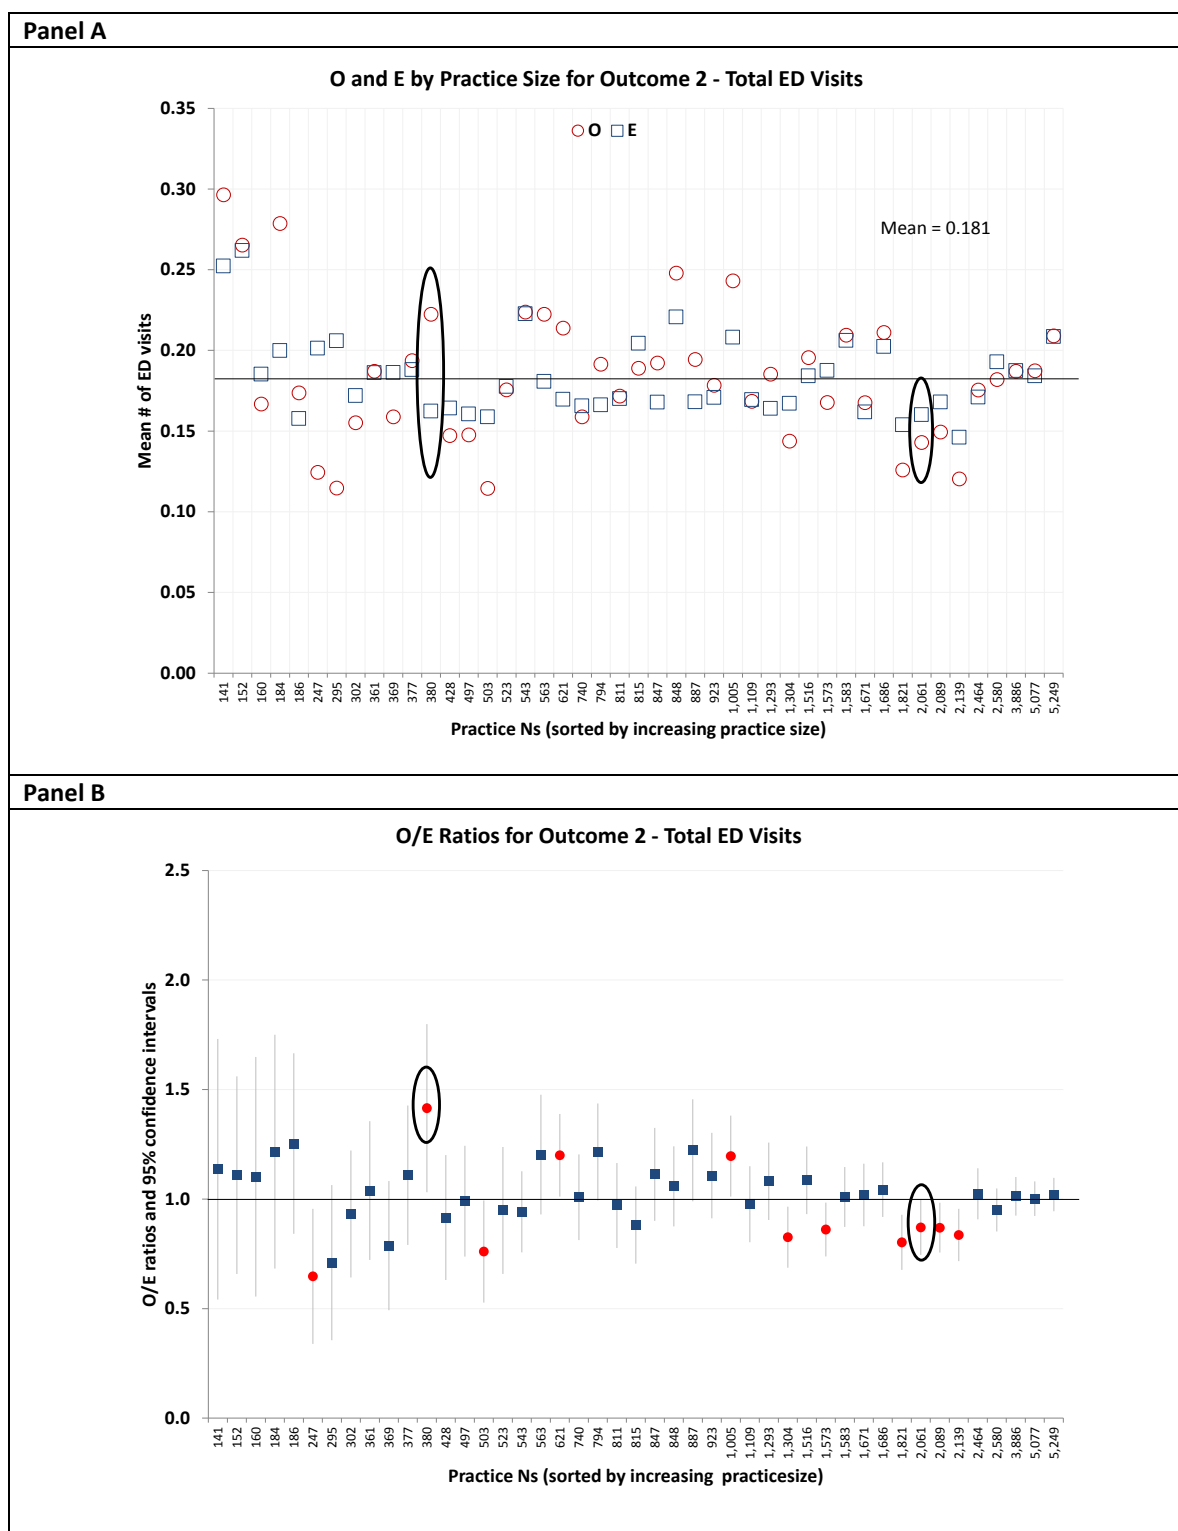 Panel A
O and E by Practice Size for Outcome 2 - Total ED Visits
0.35
O E
0.30
Mean = 0.181
0.25
0.20
0.15
0.10
0.05
0.00
Mean # of ED visits
141 152 160 184 186 247 295 302 361 369 377 380 428 497 503 523 543 563 621 740 794 811 815 847 848 887 923 1,005 1,109 1,293 1,304 1,516 1,573 1,583 1,671 1,686 1,821 2,061 2,089 2,139 2,464 2,580 3,886 5,077 5,249
Practice Ns (sorted by increasing practice size)
Panel B
O/E Ratios for Outcome 2 - Total ED Visits
2.5
2.0
1.5
1.0
0.5
0.0
O/E ratios and 95% confidence intervals
141 152 160 184 186 247 295 302 361 369 377 380 428 497 503 523 543 563 621 740 794 811 815 847 848 887 923 1,005 1,109 1,293 1,304 1,516 1,573 1,583 1,671 1,686 1,821 2,061 2,089 2,139 2,464 2,580 3,886 5,077 5,249
Practice Ns (sorted by increasing practicesize)